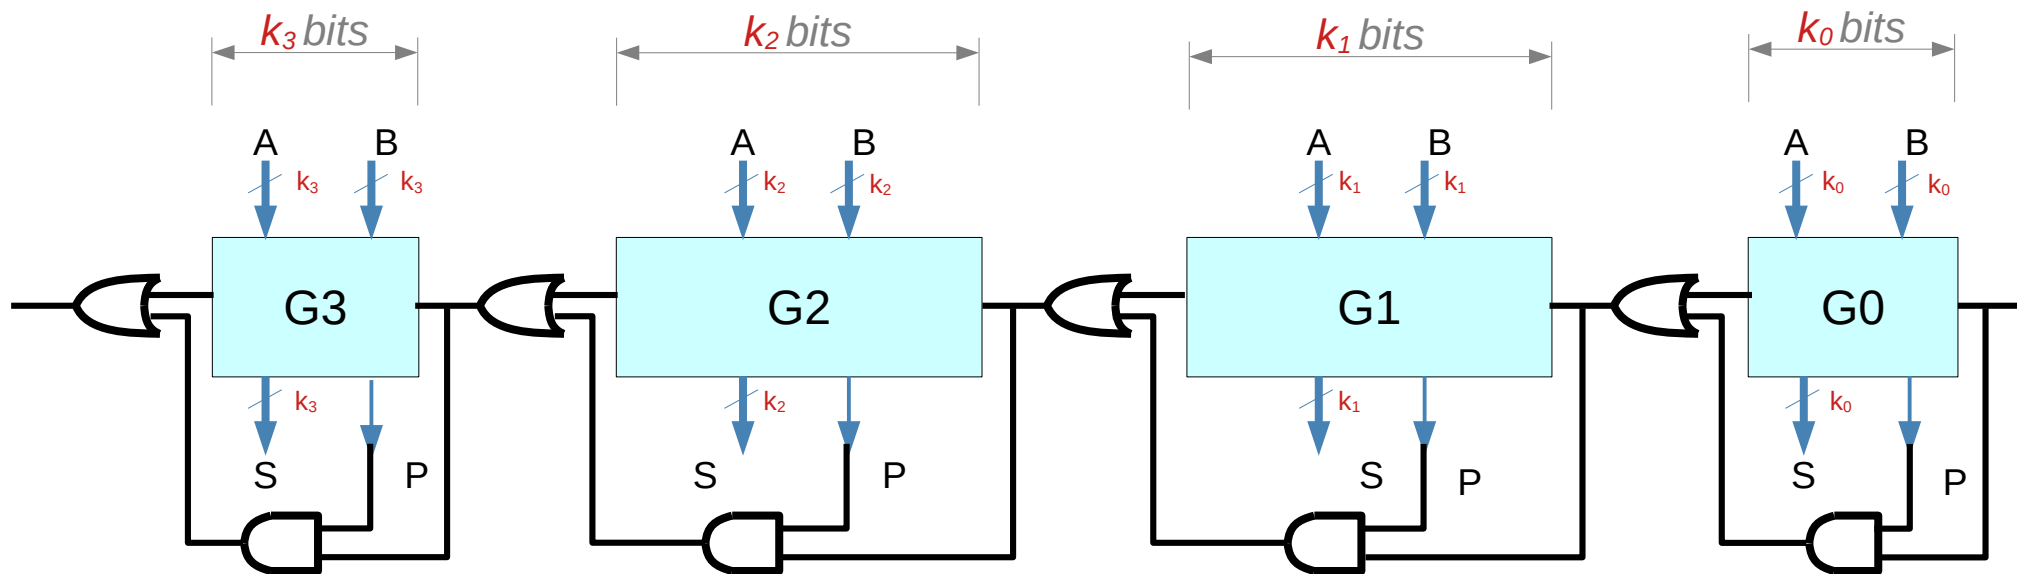 k3 bits k2 bits k1 bits k0 bits
A B A B A B A B
k3 k3 k2 k2 k1 k1 k0 k0
G3 G2 G1 G0
k3 k2 k1 k0
S P S P S P S P